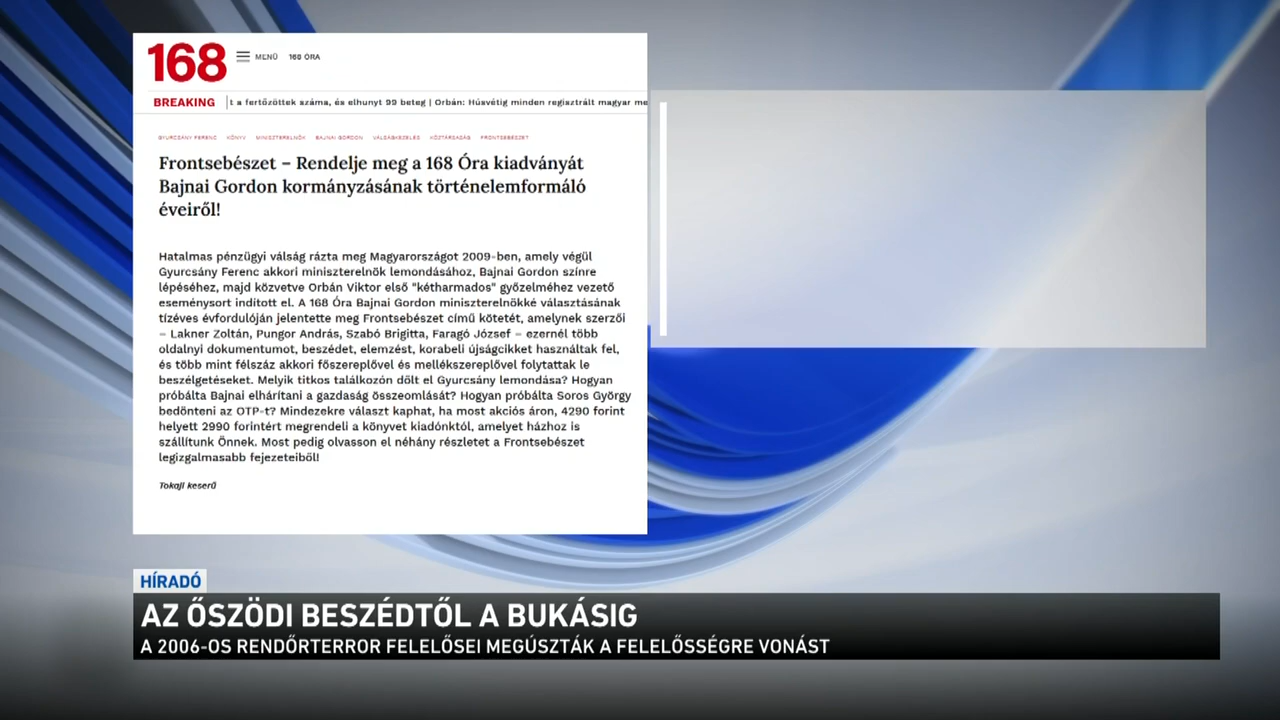 168
MENÜ 168 ÓRA
BREAKING t a fertőzöttek száma, és elhunyt 99 beteg | Orbán: Húsvétig minden regisztrált magyar me
GYURCSÁNY FERENC KÖNYV MINISZTERELNÖK BAJNAI GORDON VÁLSÁGKEZELÉS KÖZTÁRSASÁG FRONTSEBÉSZET
Frontsebészet – Rendelje meg a 168 Óra kiadványát
Bajnai Gordon kormányzásának történelemformáló
éveiről!
Hatalmas pénzügyi válság rázta meg Magyarországot 2009-ben, amely végül
Gyurcsány Ferenc akkori miniszterelnök lemondásához, Bajnai Gordon színre
lépéséhez, majd közvetve Orbán Viktor első "kétharmados" győzelméhez vezető
eseménysort indított el. A 168 Óra Bajnai Gordon miniszterelnökké választásának
tízéves évfordulóján jelentette meg Frontsebészet című kötetét, amelynek szerzői
– Lakner Zoltán, Pungor András, Szabó Brigitta, Faragó József – ezernél több
oldalnyi dokumentumot, beszédet, elemzést, korabeli újságcikket használtak fel,
és több mint félszáz akkori főszereplővel és mellékszereplővel folytattak le
beszélgetéseket. Melyik titkos találkozón dőlt el Gyurcsány lemondása? Hogyan
próbálta Bajnai elhárítani a gazdaság összeomlását? Hogyan próbálta Soros György
bedönteni az OTP-t? Mindezekre választ kaphat, ha most akciós áron, 4290 forint
helyett 2990 forintért megrendeli a könyvet kiadónktól, amelyet házhoz is
szállítunk Önnek. Most pedig olvasson el néhány részletet a Frontsebészet
legizgalmasabb fejezeteiből!
Tokaji keserű
HÍRADÓ
AZ ŐSZÖDI BESZÉDTŐL A BUKÁSIG
A 2006-OS RENDŐRTERROR FELELŐSEI MEGÚSZTÁK A FELELŐSSÉGRE VONÁST